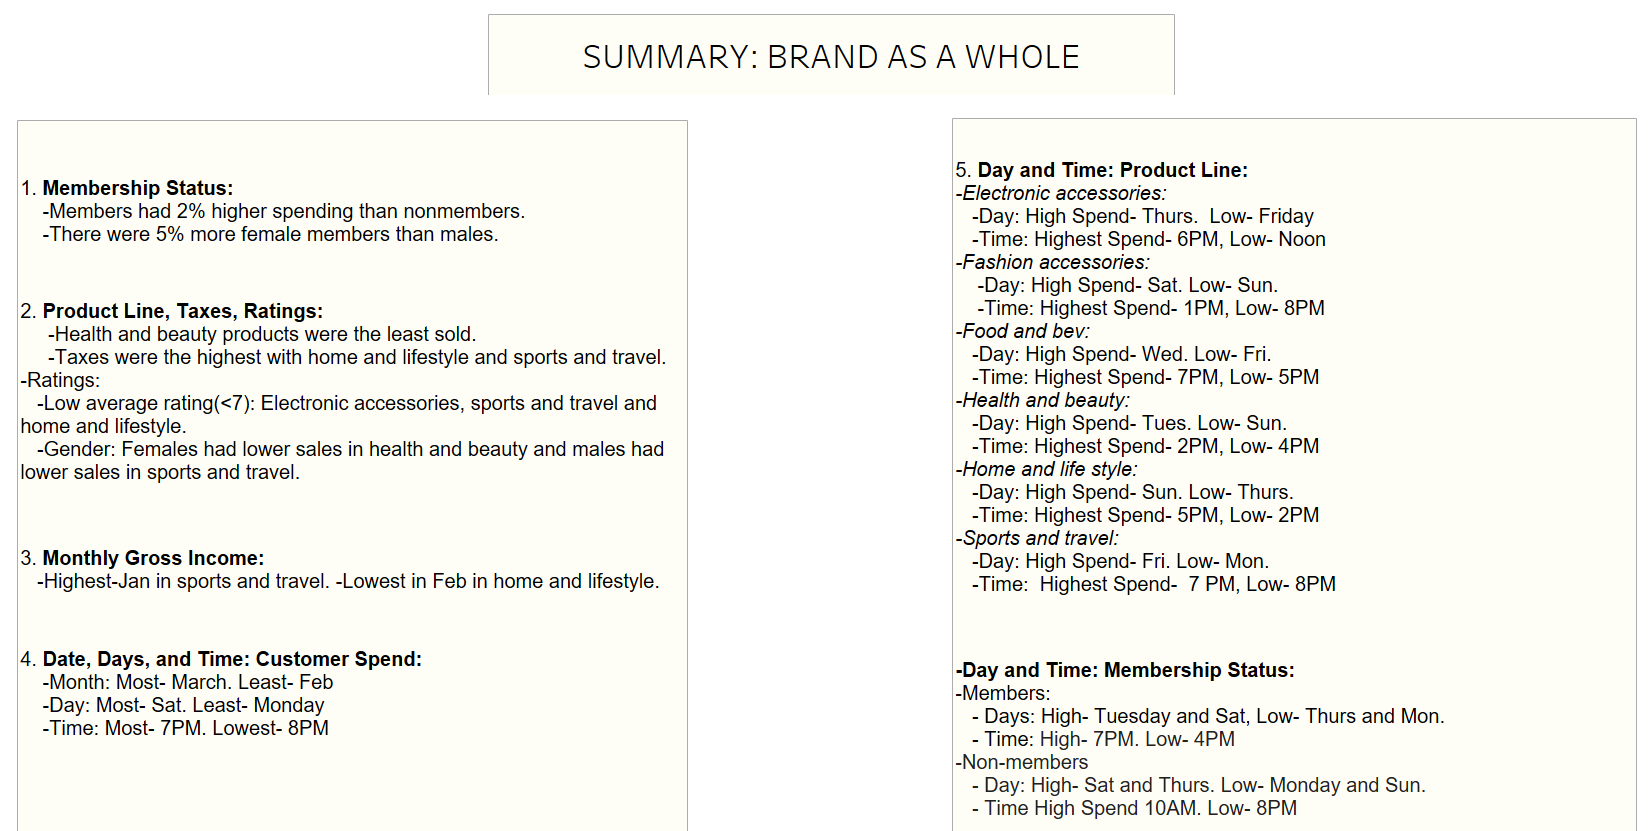 SUMMARY: BRAND AS A WHOLE
1. Membership Status:
-Members had 2% higher spending than nonmembers.
-There were 5% more female members than males.
2. Product Line, Taxes, Ratings:
-Health and beauty products were the least sold.
-Taxes were the highest with home and lifestyle and sports and travel.
-Ratings:
-Low average rating(<7): Electronic accessories, sports and travel and
home and lifestyle.
-Gender: Females had lower sales in health and beauty and males had
lower sales in sports and travel.
3. Monthly Gross Income:
-Highest-Jan in sports and travel. -Lowest in Feb in home and lifestyle.
4. Date, Days, and Time: Customer Spend:
-Month: Most- March. Least- Feb
-Day: Most- Sat. Least- Monday
-Time: Most- 7PM. Lowest- 8PM
5. Day and Time: Product Line:
-Electronic accessories:
-Day: High Spend- Thurs.  Low- Friday
-Time: Highest Spend- 6PM, Low- Noon
-Fashion accessories:
-Day: High Spend- Sat. Low- Sun.
-Time: Highest Spend- 1PM, Low- 8PM
-Food and bev:
-Day: High Spend- Wed. Low- Fri.
-Time: Highest Spend- 7PM, Low- 5PM
-Health and beauty:
-Day: High Spend- Tues. Low- Sun.
-Time: Highest Spend- 2PM, Low- 4PM
-Home and life style:
-Day: High Spend- Sun. Low- Thurs.
-Time: Highest Spend- 5PM, Low- 2PM
-Sports and travel:
-Day: High Spend- Fri. Low- Mon.
-Time:  Highest Spend-  7 PM, Low- 8PM
-Day and Time: Membership Status:
-Members:
- Days: High- Tuesday and Sat, Low- Thurs and Mon.
- Time: High- 7PM. Low- 4PM
-Non-members
- Day: High- Sat and Thurs. Low- Monday and Sun.
- Time High Spend 10AM. Low- 8PM